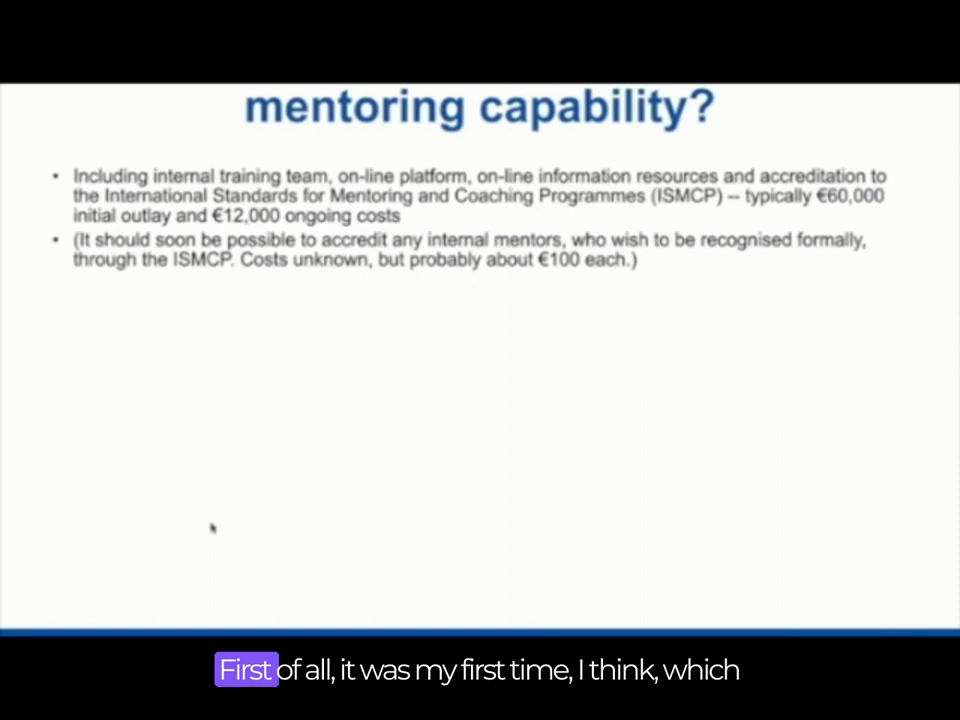 mentoring capability?
• Including internal training team, on-line platform, on-line information resources and accreditation to
the International Standards for Mentoring and Coaching Programmes (ISMCP) -- typically €60,000
initial outlay and €12,000 ongoing costs
• (It should soon be possible to accredit any internal mentors, who wish to be recognised formally,
through the ISMCP. Costs unknown, but probably about €100 each.)
First of all, it was my first time, I think, which